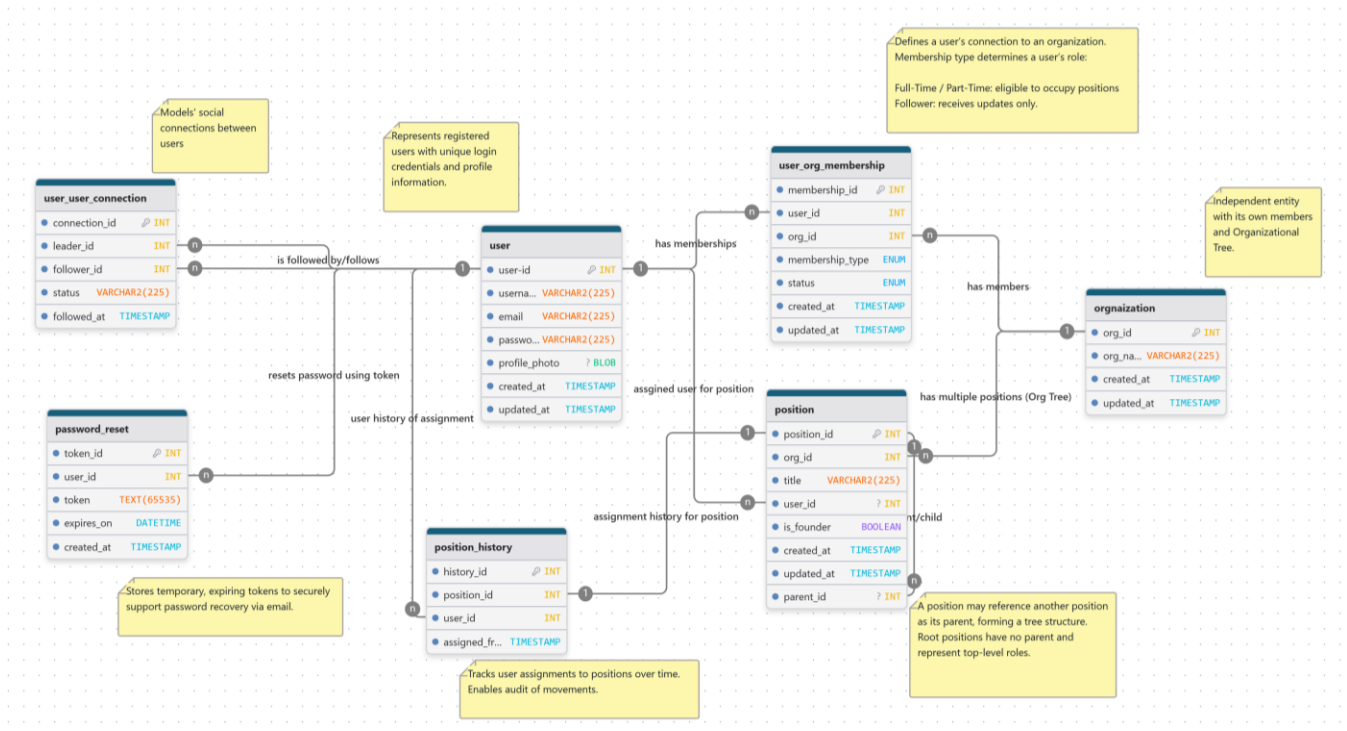 Defines a user's connection to an organization.
Membership type determines a user's role:
Full-Time / Part-Time: eligible to occupy positions
Follower: receives updates only.
Models' social
connections between
users
Represents registered
users with unique login
credentials and profile
information.
user_org_membership
membership_id INT
user_id INT
org_id INT
membership_type ENUM
status ENUM
created_at TIMESTAMP
updated_at TIMESTAMP
user_user_connection
connection_id INT
leader_id INT
follower_id INT
status VARCHAR2(225)
followed_at TIMESTAMP
n
n
is followed by/follows
1
user
user-id INT
userna... VARCHAR2(225)
email VARCHAR2(225)
passwo... VARCHAR2(225)
profile_photo ? BLOB
created_at TIMESTAMP
updated_at TIMESTAMP
1
has memberships
n
n
has members
1
Independent entity
with its own members
and Organizational
Tree.
orgnaization
org_id INT
org_na... VARCHAR2(225)
created_at TIMESTAMP
updated_at TIMESTAMP
resets password using token
user history of assignment
assgined user for position
has multiple positions (Org Tree)
password_reset
token_id INT
user_id INT
token TEXT(65535)
expires_on DATETIME
created_at TIMESTAMP
n
Stores temporary, expiring tokens to securely
support password recovery via email.
position
position_id INT
org_id INT
title VARCHAR2(225)
user_id ? INT
is_founder BOOLEAN
created_at TIMESTAMP
updated_at TIMESTAMP
parent_id ? INT
1
n
1
n
nt/child
n
assignment history for position
position_history
history_id INT
position_id INT
user_id INT
assigned_fr... TIMESTAMP
1
n
A position may reference another position
as its parent, forming a tree structure.
Root positions have no parent and
represent top-level roles.
Tracks user assignments to positions over time.
Enables audit of movements.